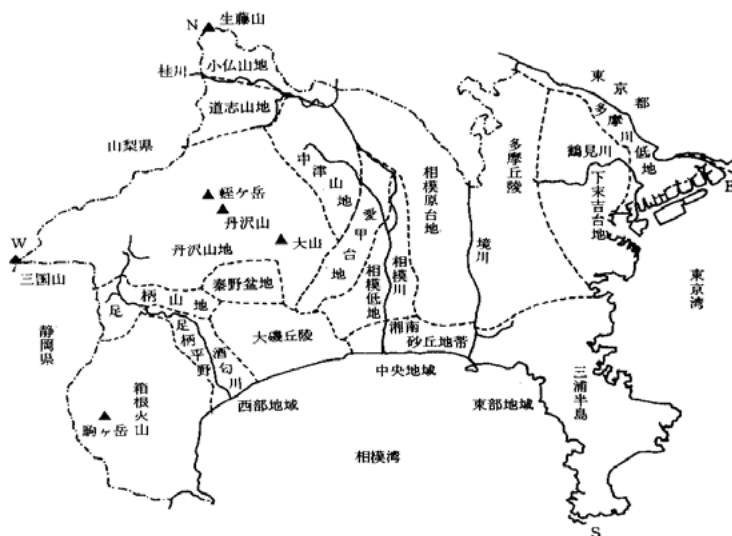 N
生藤山
小仏山地
桂川
道志山地
山梨県
東京都
多摩川低地
多摩丘陵
鶴見川
下末吉台地
E
中津山地
愛甲台地
相模原台地
蛭ケ岳
丹沢山
大山
丹沢山地
W
三国山
秦野盆地
相模低地
相模川
境川
東京湾
足柄山地
静岡県
足柄平野
酒匂川
大磯丘陵
湘南
砂丘地帯
箱根火山
駒ヶ岳
西部地域
中央地域
東部地域
三浦半島
相模湾
S